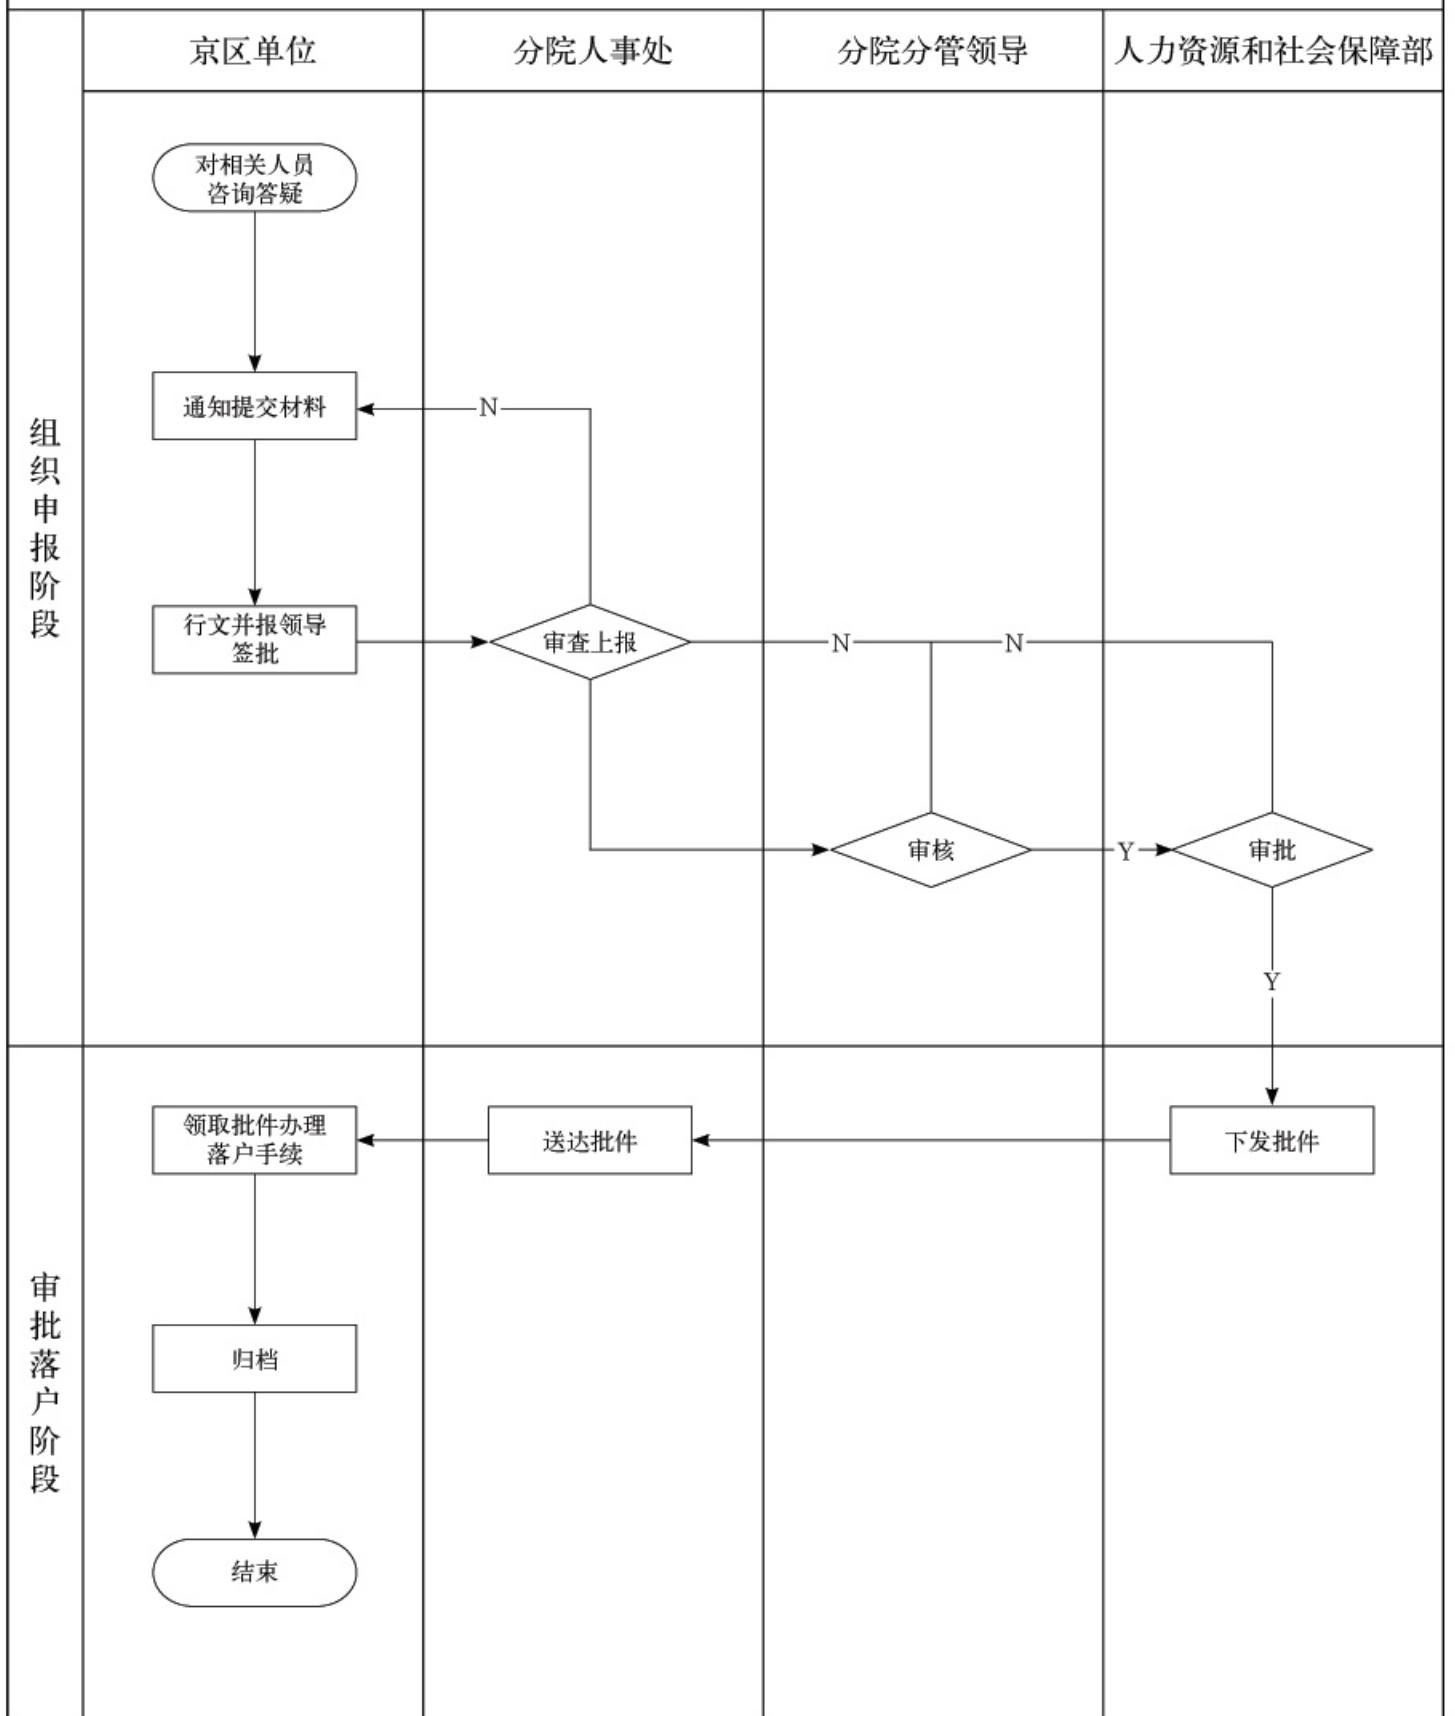 京区单位
分院人事处
分院分管领导
人力资源和社会保障部
组织申报阶段
对相关人员
咨询答疑
通知提交材料
N
行文并报领导
签批
审查上报
N
N
审核
Y
审批
Y
审批落户阶段
领取批件办理
落户手续
送达批件
下发批件
归档
结束